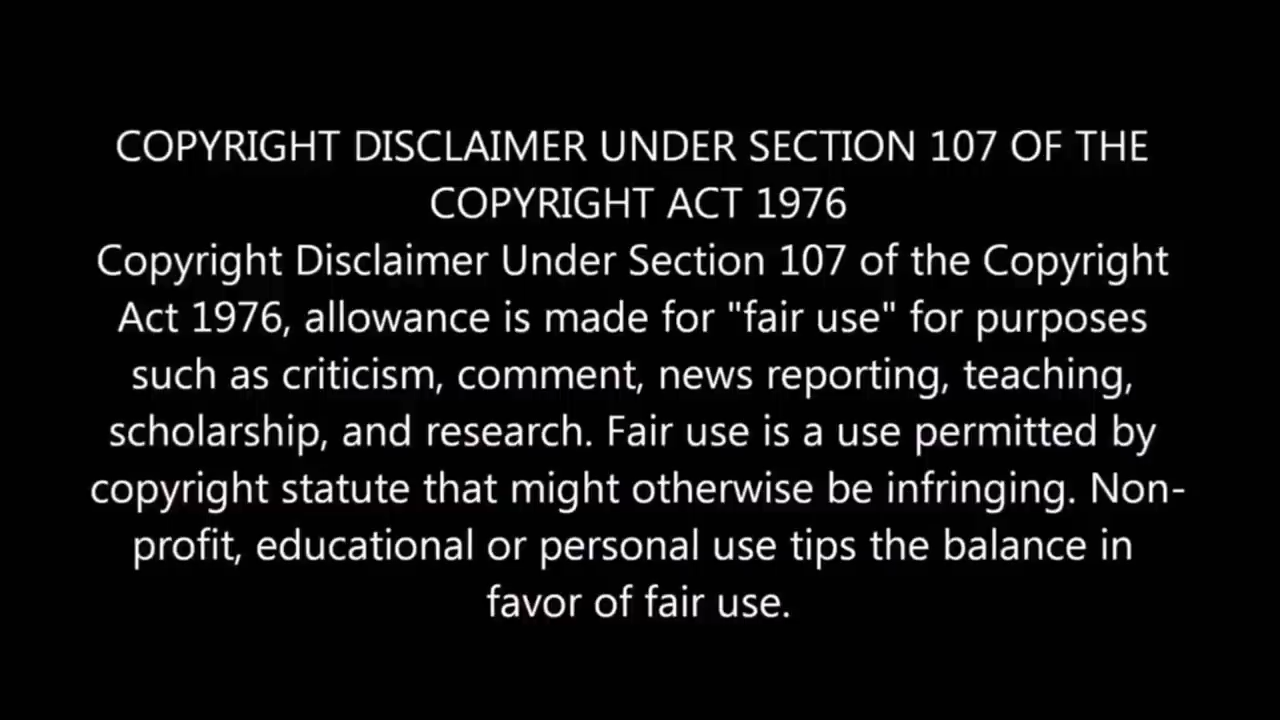 COPYRIGHT DISCLAIMER UNDER SECTION 107 OF THE
COPYRIGHT ACT 1976
Copyright Disclaimer Under Section 107 of the Copyright
Act 1976, allowance is made for "fair use" for purposes
such as criticism, comment, news reporting, teaching,
scholarship, and research. Fair use is a use permitted by
copyright statute that might otherwise be infringing. Non-
profit, educational or personal use tips the balance in
favor of fair use.